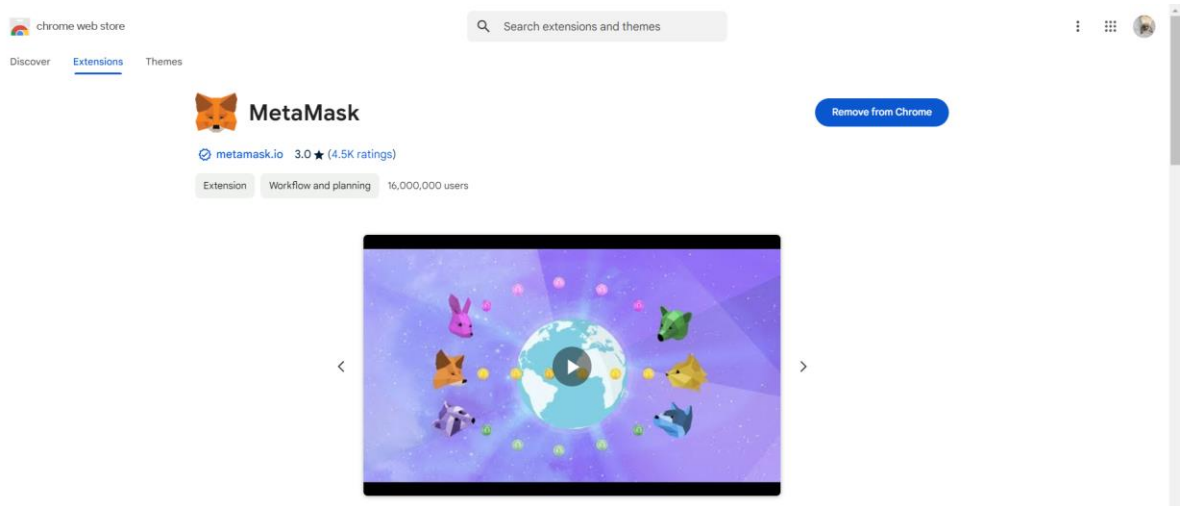 chrome web store
Search extensions and themes
Discover Extensions Themes
MetaMask
Remove from Chrome
metamask.io 3.0 ★ (4.5K ratings)
Extension Workflow and planning 16,000,000 users